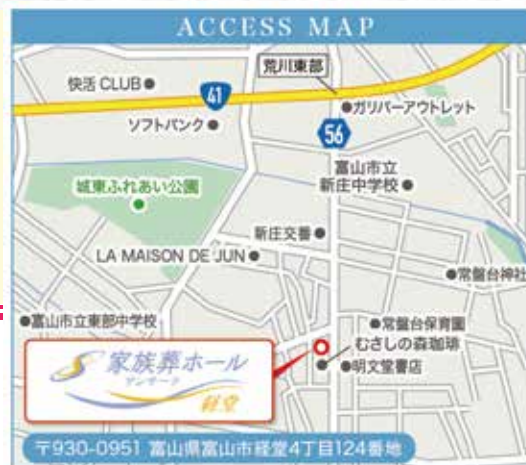 ACCESS MAP
荒川東部
快活 CLUB
41
ガリバーアウトレット
ソフトバンク
56
富山市立
新庄中学校
城東ふれあい公園
新庄交番
LA MAISON DE JUN
常盤台神社
富山市立東部中学校
常盤台保育園
むさしの森珈琲
明文堂書店
家族葬ホール
アンサーク
経堂
〒930-0951 富山県富山市経堂4丁目124番地